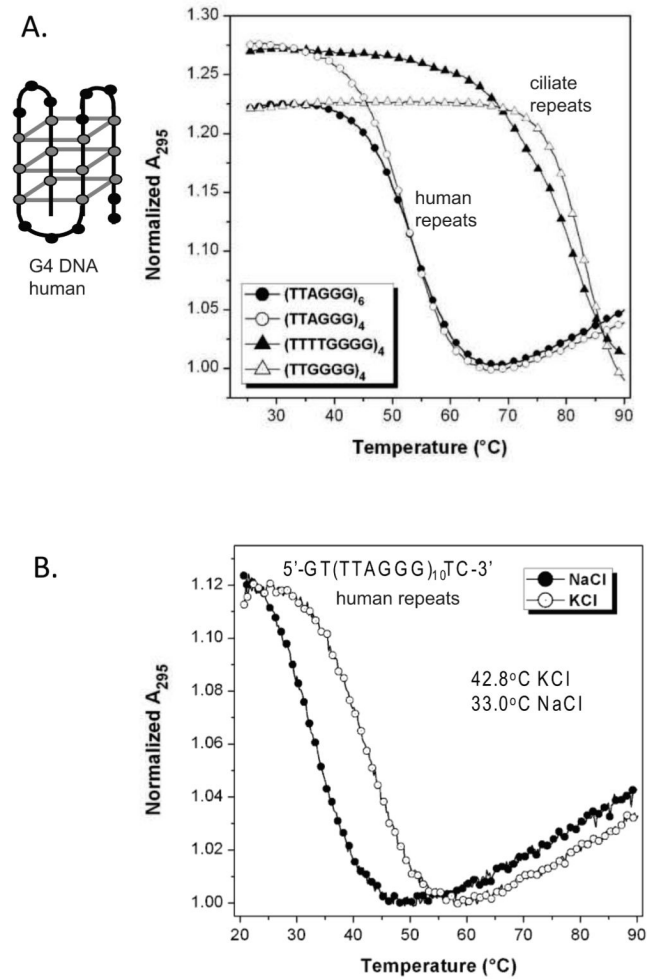 A.
G4 DNA
human
Normalized A295
1.30
1.25
1.20
1.15
1.10
1.05
1.00
ciliate
repeats
human
repeats
(TTAGGG)6
(TTAGGG)4
(TTTTGGGG)4
(TTGGGG)4
30 40 50 60 70 80 90
Temperature (°C)
B.
Normalized A295
1.12
1.10
1.08
1.06
1.04
1.02
1.00
5'-GT(TTAGGG)10TC-3'
human repeats
NaCl
KCl
42.8°C KCl
33.0°C NaCl
20 30 40 50 60 70 80 90
Temperature (°C)